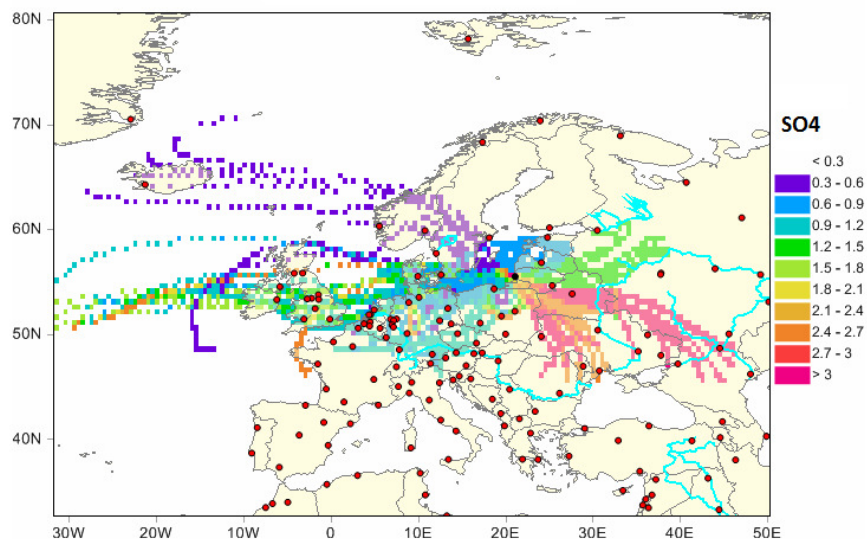 80N
70N
60N
50N
40N
30W 20W 10W 0 10E 20E 30E 40E 50E
SO4
< 0.3
0.3 - 0.6
0.6 - 0.9
0.9 - 1.2
1.2 - 1.5
1.5 - 1.8
1.8 - 2.1
2.1 - 2.4
2.4 - 2.7
2.7 - 3
> 3